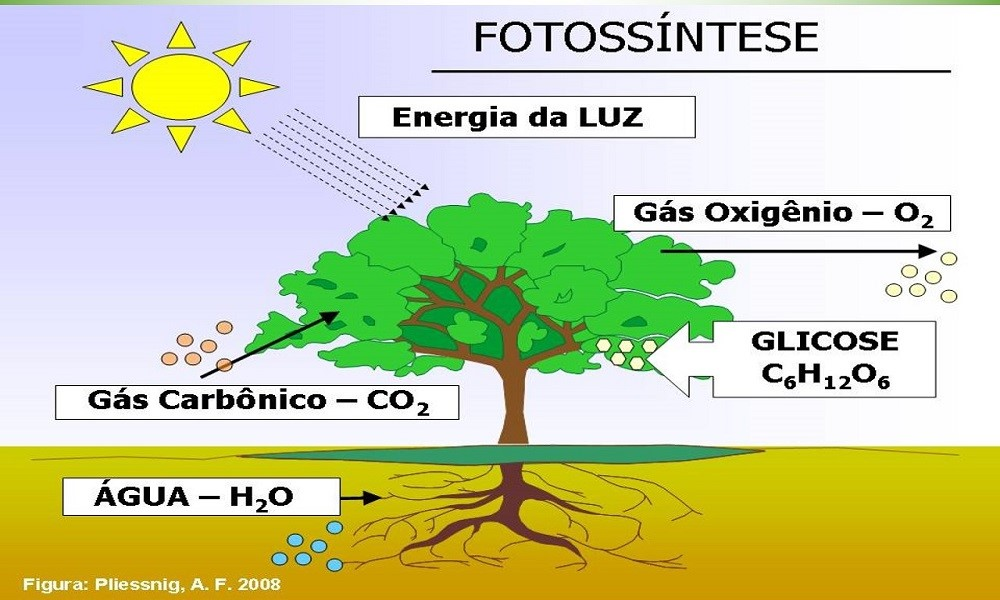 FOTOSSÍNTESE
Energia da LUZ
Gás Oxigênio – O₂
GLICOSE
C₆H₁₂O₆
Gás Carbônico – CO₂
ÁGUA – H₂O
Figura: Pliessnig, A. F. 2008